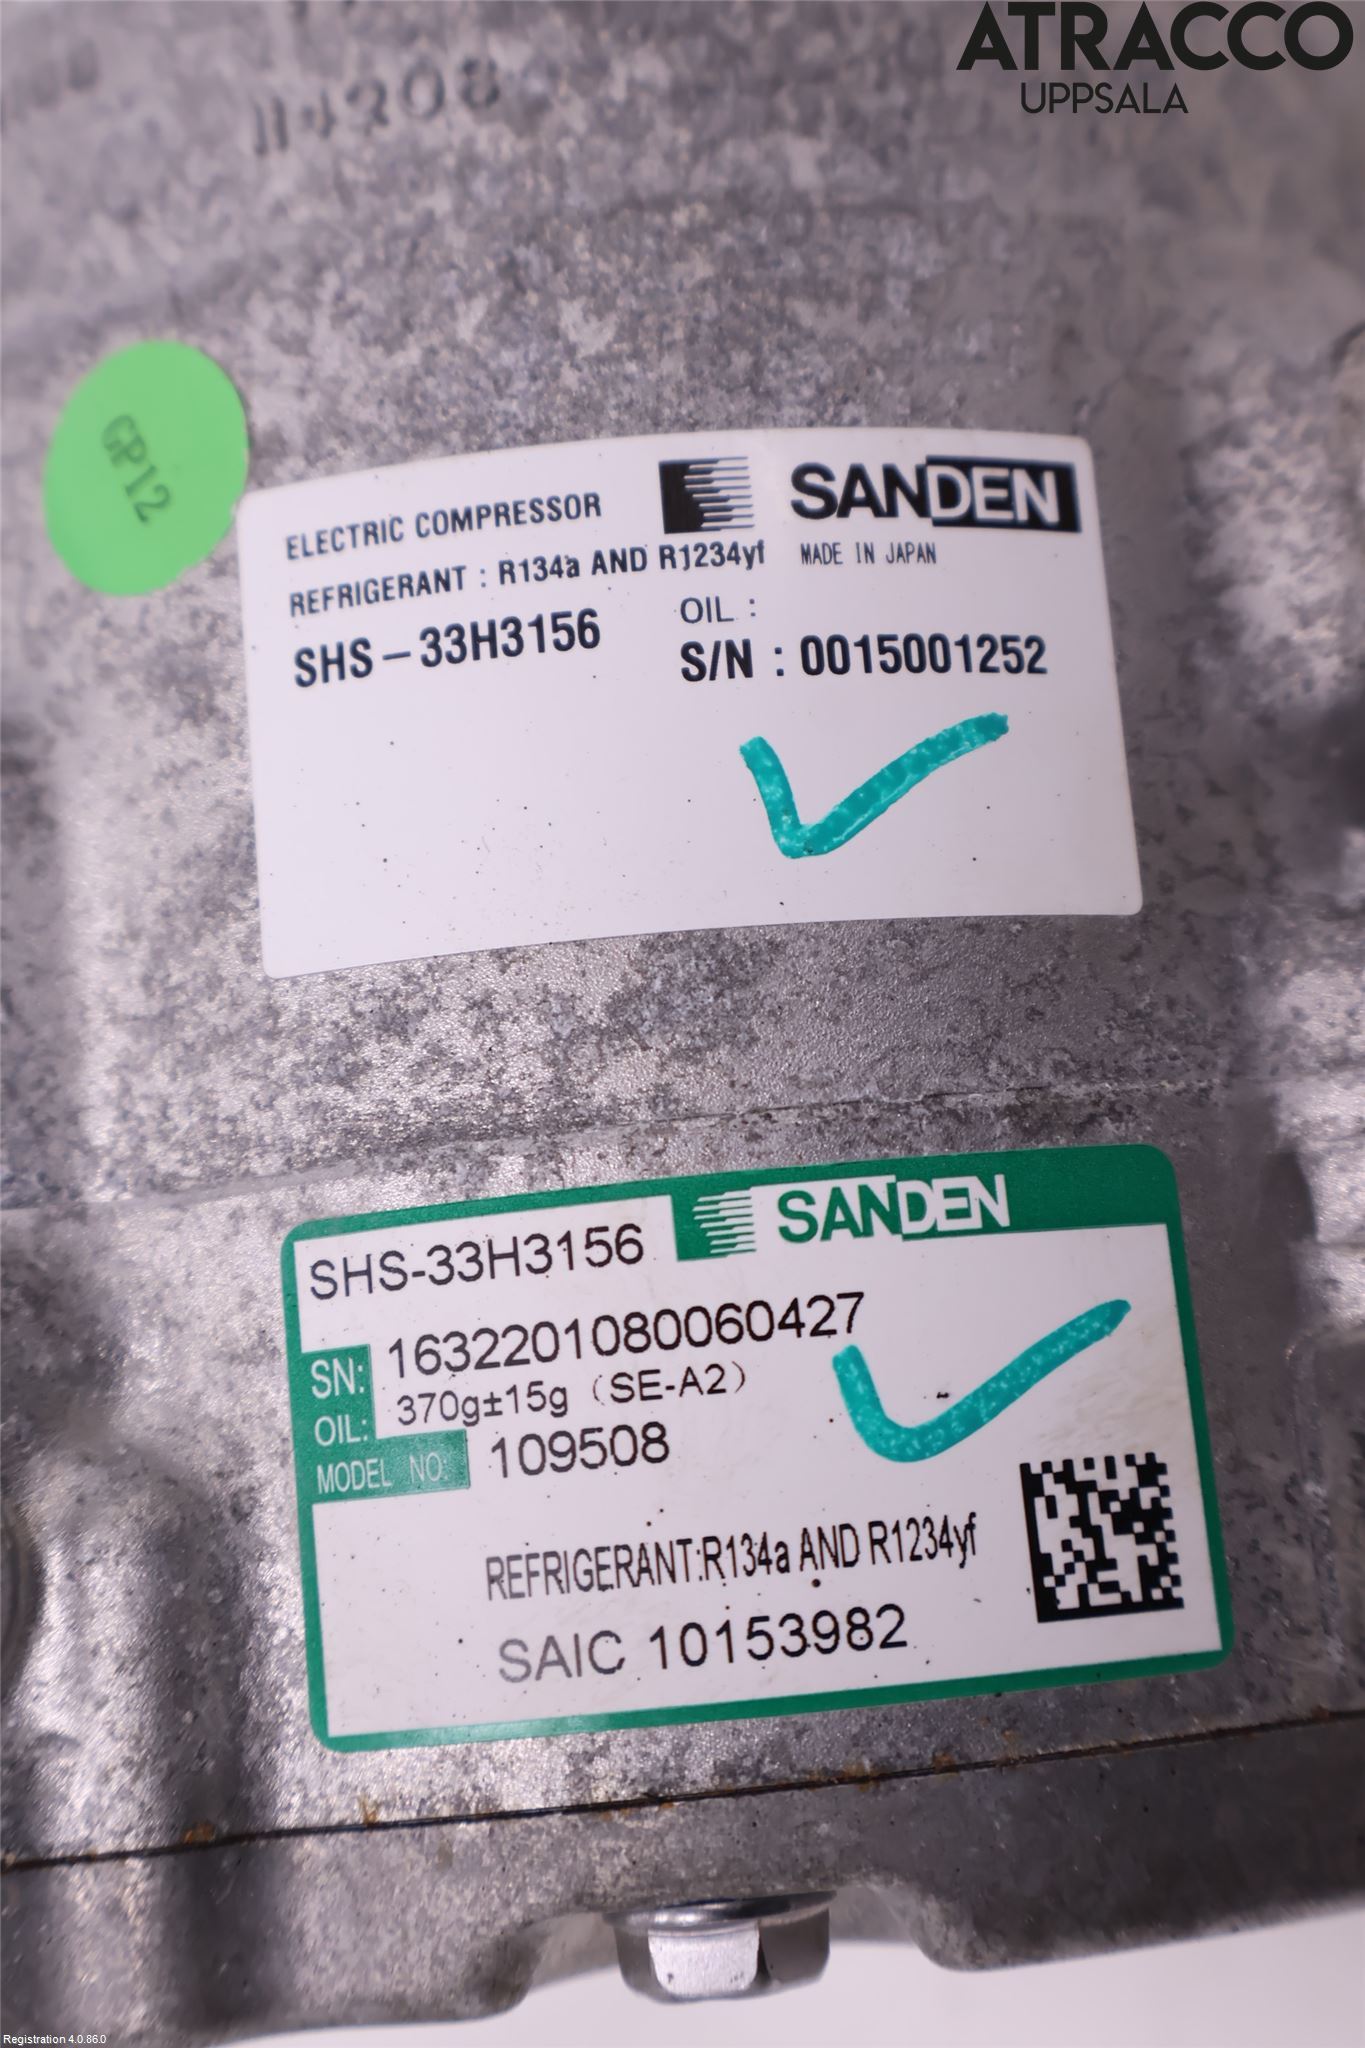 ATRACCO
UPPSALA
GP12
SANDEN
ELECTRIC COMPRESSOR
REFRIGERANT : R134a AND R1234yf MADE IN JAPAN
OIL :
SHS-33H3156 S/N : 0015001252
SANDEN
SHS-33H3156
SN: 1632201080060427
OIL: 370g±15g (SE-A2)
MODEL NO: 109508
REFRIGERANT:R134a AND R1234yf
SAIC 10153982
Registration 4.0.86.0